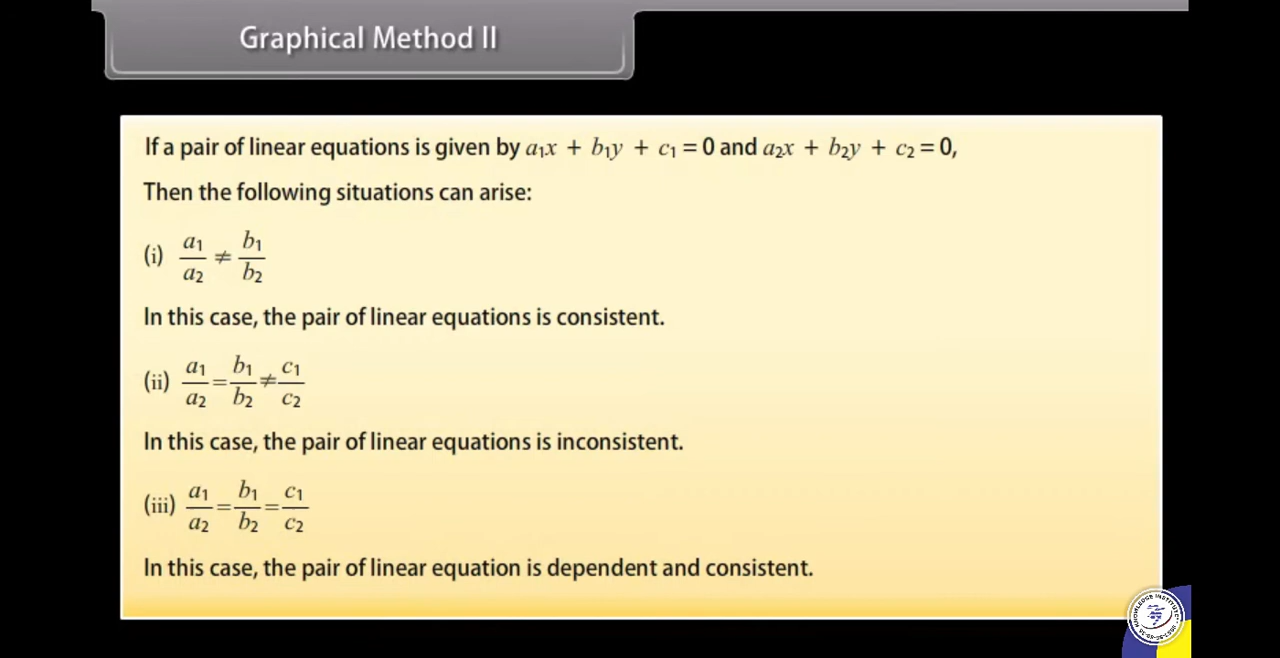 Graphical Method II
If a pair of linear equations is given by a₁x + b₁y + c₁ = 0 and a₂x + b₂y + c₂ = 0,
Then the following situations can arise:
(i) a₁/a₂ ≠ b₁/b₂
In this case, the pair of linear equations is consistent.
(ii) a₁/a₂ = b₁/b₂ ≠ c₁/c₂
In this case, the pair of linear equations is inconsistent.
(iii) a₁/a₂ = b₁/b₂ = c₁/c₂
In this case, the pair of linear equation is dependent and consistent.
KNOWLEDGE INSTITUTE